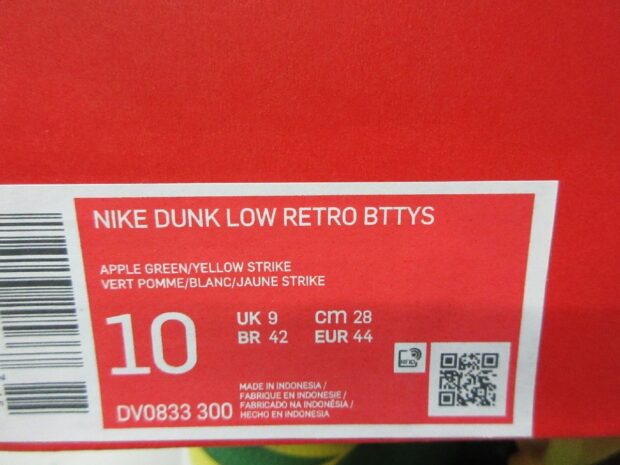 NIKE DUNK LOW RETRO BTTYS
APPLE GREEN/YELLOW STRIKE
VERT POMME/BLANC/JAUNE STRIKE
10
UK 9 cm 28
BR 42 EUR 44
DV0833 300
MADE IN INDONESIA /
FABRIQUE EN INDONESIE /
FABRICADO NA INDONÉSIA /
HECHO EN INDONESIA